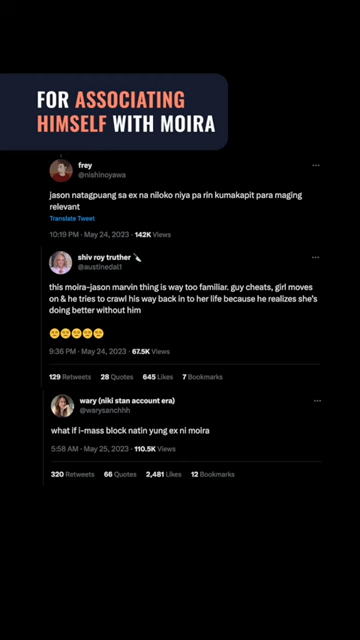 FOR ASSOCIATING
HIMSELF WITH MOIRA
frey
@nishinoyawa
jason natagpuang sa ex na niloko niya pa rin kumakapit para maging
relevant
Translate Tweet
10:19 PM · May 24, 2023 · 142K Views
shiv roy truther 🔪
@austinedal1
this moira-jason marvin thing is way too familiar. guy cheats, girl moves
on & he tries to crawl his way back in to her life because he realizes she's
doing better without him
9:36 PM · May 24, 2023 · 67.5K Views
129 Retweets 28 Quotes 645 Likes 7 Bookmarks
wary (niki stan account era)
@warysanchhh
what if i-mass block natin yung ex ni moira
5:58 AM · May 25, 2023 · 110.5K Views
320 Retweets 66 Quotes 2,481 Likes 12 Bookmarks